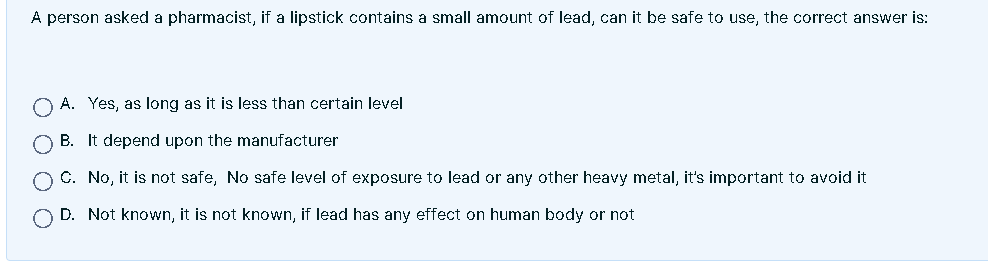 A person asked a pharmacist, if a lipstick contains a small amount of lead, can it be safe to use, the correct answer is:
A. Yes, as long as it is less than certain level
B. It depend upon the manufacturer
C. No, it is not safe, No safe level of exposure to lead or any other heavy metal, it's important to avoid it
D. Not known, it is not known, if lead has any effect on human body or not